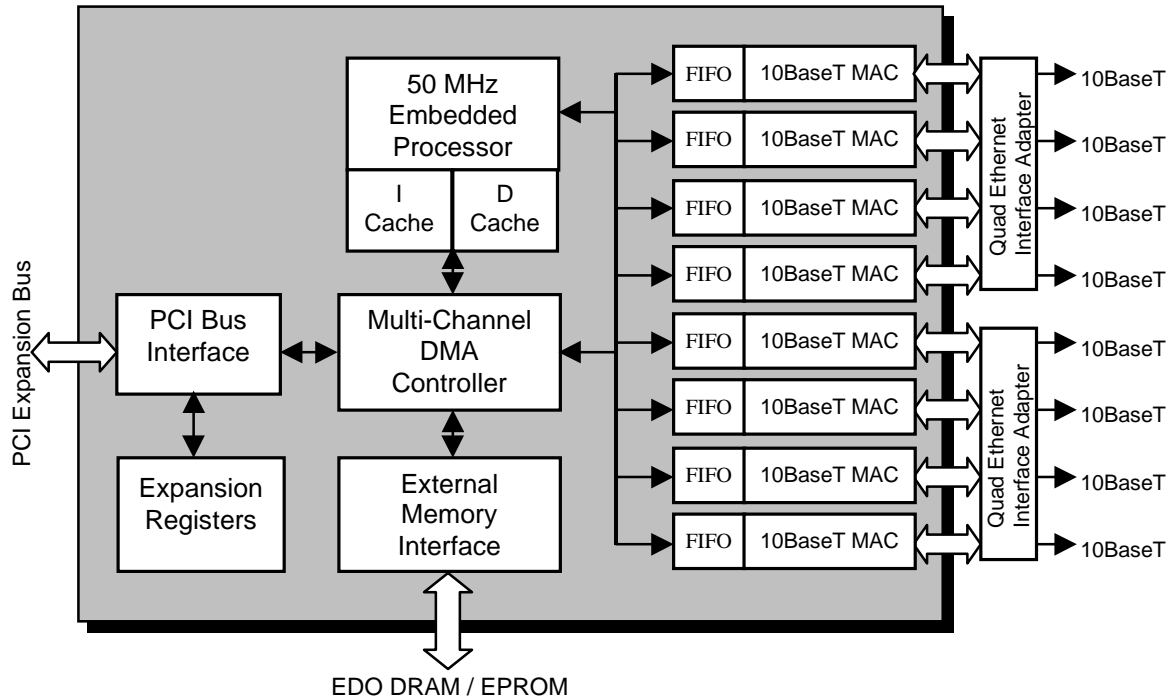 PCI Expansion Bus
50 MHz
Embedded
Processor
I
Cache
D
Cache
PCI Bus
Interface
Multi-Channel
DMA
Controller
Expansion
Registers
External
Memory
Interface
EDO DRAM / EPROM
FIFO 10BaseT MAC
FIFO 10BaseT MAC
FIFO 10BaseT MAC
FIFO 10BaseT MAC
FIFO 10BaseT MAC
FIFO 10BaseT MAC
FIFO 10BaseT MAC
FIFO 10BaseT MAC
Quad Ethernet
Interface Adapter
Quad Ethernet
Interface Adapter
10BaseT
10BaseT
10BaseT
10BaseT
10BaseT
10BaseT
10BaseT
10BaseT